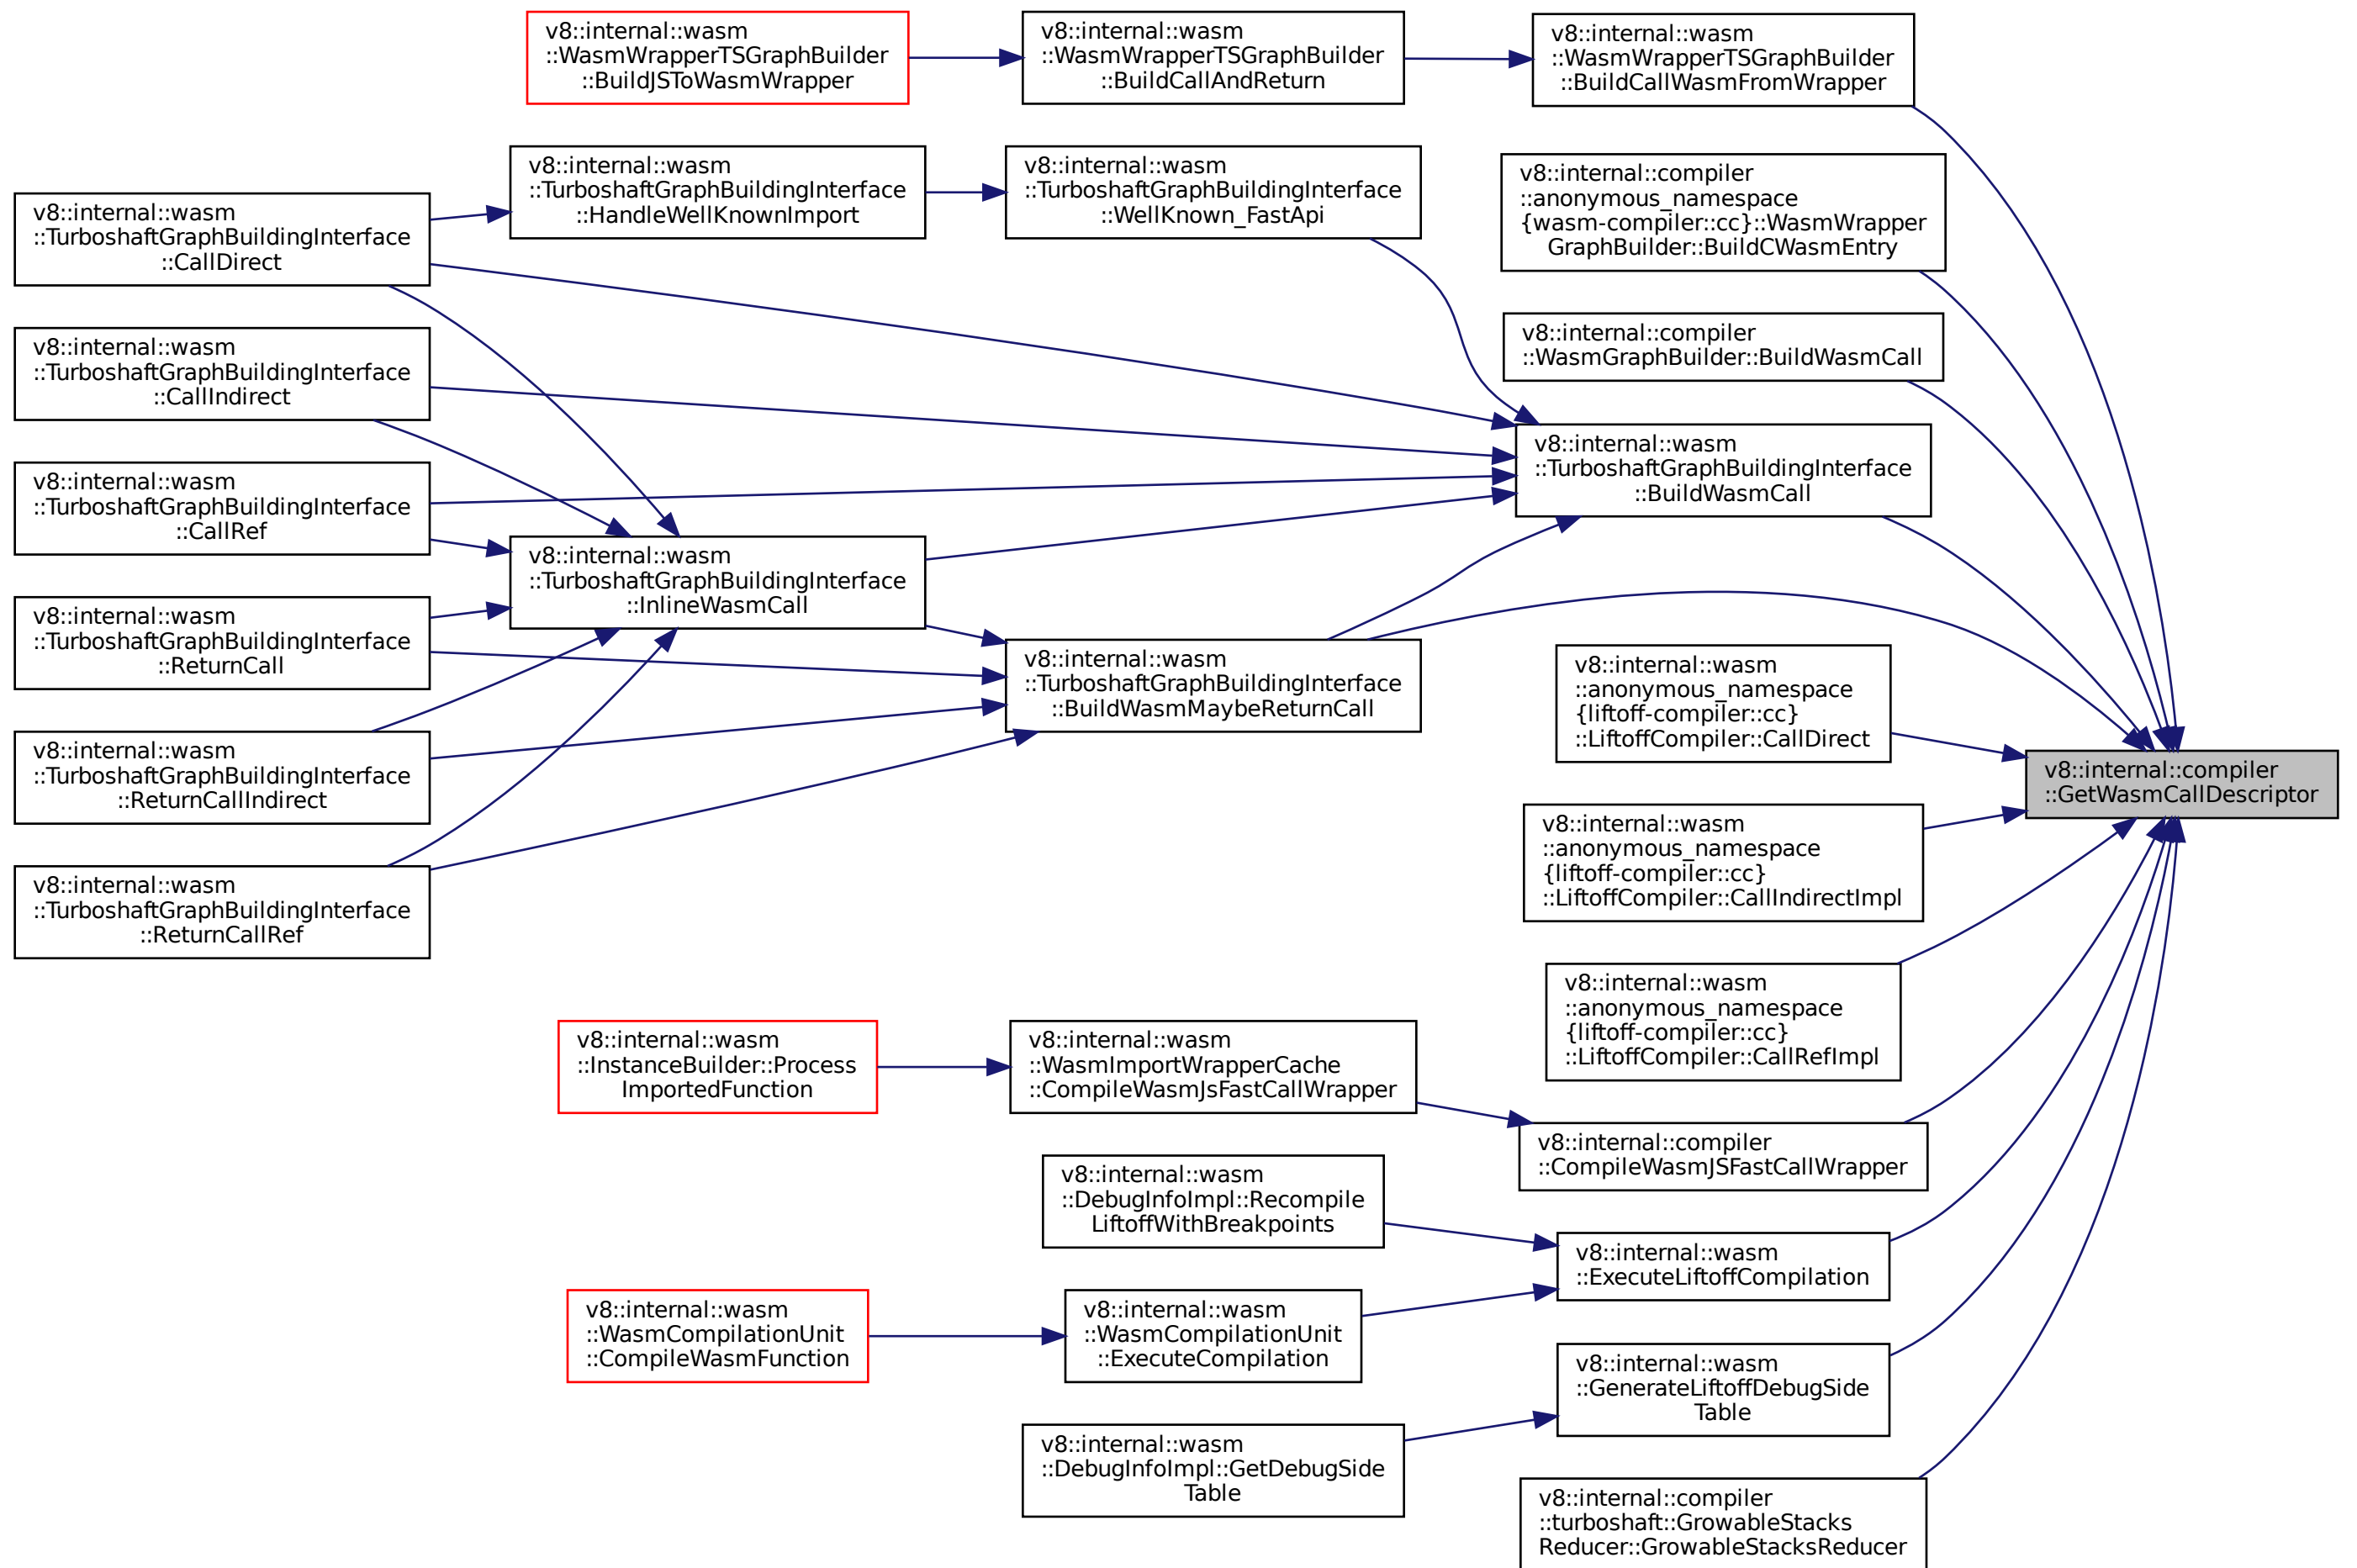 v8::internal::wasm
::WasmWrapperTSGraphBuilder
::BuildJSToWasmWrapper
v8::internal::wasm
::WasmWrapperTSGraphBuilder
::BuildCallAndReturn
v8::internal::wasm
::WasmWrapperTSGraphBuilder
::BuildCallWasmFromWrapper
v8::internal::wasm
::TurboshaftGraphBuildingInterface
::CallDirect
v8::internal::wasm
::TurboshaftGraphBuildingInterface
::HandleWellKnownImport
v8::internal::wasm
::TurboshaftGraphBuildingInterface
::WellKnown_FastApi
v8::internal::compiler
::anonymous_namespace
{wasm-compiler::cc}::WasmWrapper
GraphBuilder::BuildCWasmEntry
v8::internal::compiler
::WasmGraphBuilder::BuildWasmCall
v8::internal::wasm
::TurboshaftGraphBuildingInterface
::CallIndirect
v8::internal::wasm
::TurboshaftGraphBuildingInterface
::BuildWasmCall
v8::internal::wasm
::TurboshaftGraphBuildingInterface
::CallRef
v8::internal::wasm
::TurboshaftGraphBuildingInterface
::InlineWasmCall
v8::internal::wasm
::TurboshaftGraphBuildingInterface
::ReturnCall
v8::internal::wasm
::TurboshaftGraphBuildingInterface
::BuildWasmMaybeReturnCall
v8::internal::wasm
::anonymous_namespace
{liftoff-compiler::cc}
::LiftoffCompiler::CallDirect
v8::internal::wasm
::TurboshaftGraphBuildingInterface
::ReturnCallIndirect
v8::internal::compiler
::GetWasmCallDescriptor
v8::internal::wasm
::anonymous_namespace
{liftoff-compiler::cc}
::LiftoffCompiler::CallIndirectImpl
v8::internal::wasm
::TurboshaftGraphBuildingInterface
::ReturnCallRef
v8::internal::wasm
::anonymous_namespace
{liftoff-compiler::cc}
::LiftoffCompiler::CallRefImpl
v8::internal::wasm
::InstanceBuilder::Process
ImportedFunction
v8::internal::wasm
::WasmImportWrapperCache
::CompileWasmJsFastCallWrapper
v8::internal::compiler
::CompileWasmJSFastCallWrapper
v8::internal::wasm
::DebugInfoImpl::Recompile
LiftoffWithBreakpoints
v8::internal::wasm
::ExecuteLiftoffCompilation
v8::internal::wasm
::WasmCompilationUnit
::CompileWasmFunction
v8::internal::wasm
::WasmCompilationUnit
::ExecuteCompilation
v8::internal::wasm
::GenerateLiftoffDebugSide
Table
v8::internal::wasm
::DebugInfoImpl::GetDebugSide
Table
v8::internal::compiler
::turboshaft::GrowableStacks
Reducer::GrowableStacksReducer